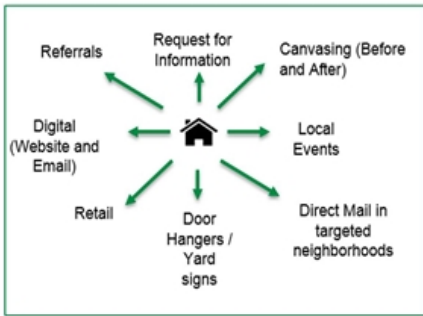 Referrals
Request for
Information
Canvasing (Before
and After)
Digital
(Website and
Email)
Local
Events
Retail
Door
Hangers /
Yard
signs
Direct Mail in
targeted
neighborhoods